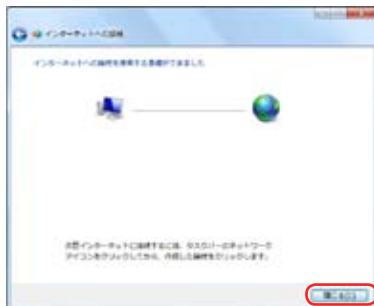 インターネットへの接続
インターネットへの接続を使用する準備ができました
次回インターネットに接続するには、タスクバーのネットワーク
アイコンをクリックしてから、作成した接続をクリックします。
閉じる(C)